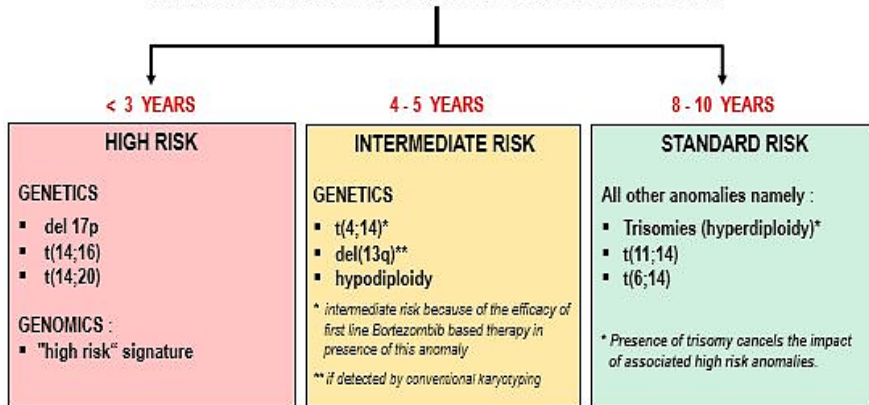 < 3 YEARS
4 - 5 YEARS
8 - 10 YEARS
HIGH RISK
GENETICS
▪ del 17p
▪ t(14;16)
▪ t(14;20)
GENOMICS :
▪ "high risk“ signature
INTERMEDIATE RISK
GENETICS
▪ t(4;14)*
▪ del(13q)**
▪ hypodiploidy
* intermediate risk because of the efficacy of
first line Bortezombib based therapy in
presence of this anomaly
** if detected by conventional karyotyping
STANDARD RISK
All other anomalies namely :
▪ Trisomies (hyperdiploidy)*
▪ t(11;14)
▪ t(6;14)
* Presence of trisomy cancels the impact
of associated high risk anomalies.